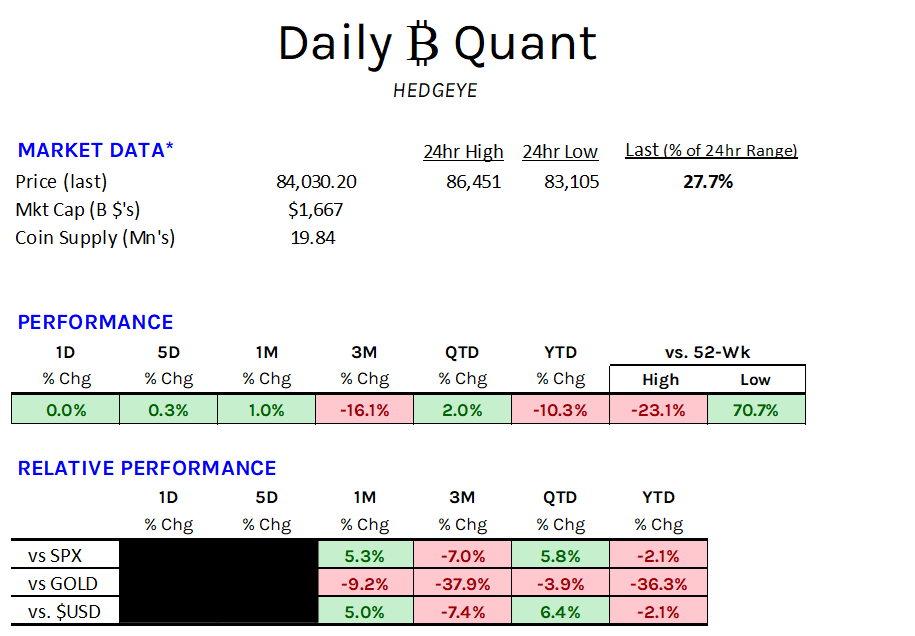 Daily ₿ Quant
HEDGEYE
MARKET DATA* 24hr High 24hr Low Last (% of 24hr Range)
Price (last) 84,030.20 86,451 83,105 27.7%
Mkt Cap (B $'s) $1,667
Coin Supply (Mn's) 19.84
PERFORMANCE
1D 5D 1M 3M QTD YTD vs. 52-Wk
% Chg % Chg % Chg % Chg % Chg % Chg High Low
0.0% 0.3% 1.0% -16.1% 2.0% -10.3% -23.1% 70.7%
RELATIVE PERFORMANCE
1D 5D 1M 3M QTD YTD
% Chg % Chg % Chg % Chg % Chg % Chg
vs SPX 5.3% -7.0% 5.8% -2.1%
vs GOLD -9.2% -37.9% -3.9% -36.3%
vs. $USD 5.0% -7.4% 6.4% -2.1%